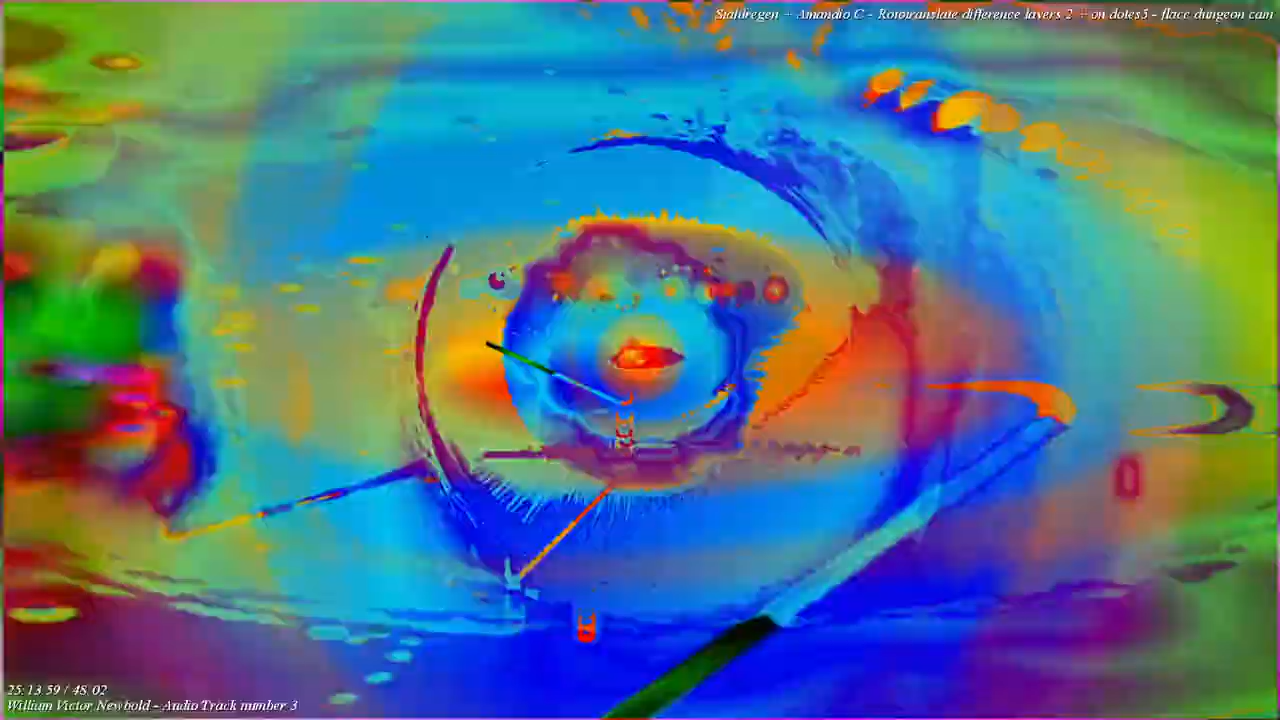 Stahlregen + Amandio C - Rototranslate difference layers 2 + on dotes5 - flacc dungeon cam
25:13.59 / 48.02
William Victor Newbold - Audio Track number 3